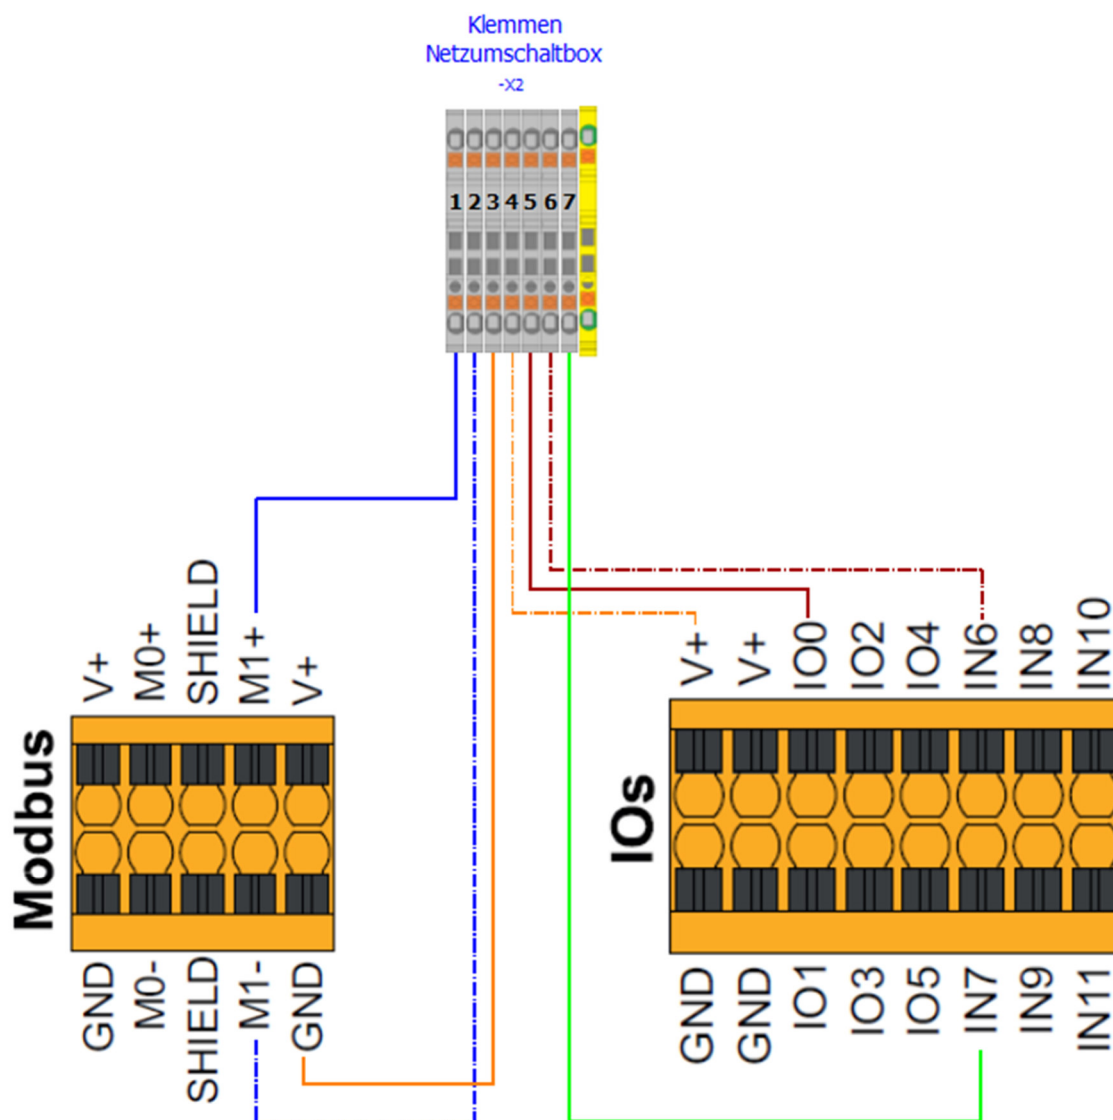 Klemmen
Netzumschaltbox
-X2
1 2 3 4 5 6 7
Modbus
V+ M0+ SHIELD M1+ V+
GND M0- SHIELD M1- GND
IOs
V+ V+ IO0 IO2 IO4 IN6 IN8 IN10
GND GND IO1 IO3 IO5 IN7 IN9 IN11